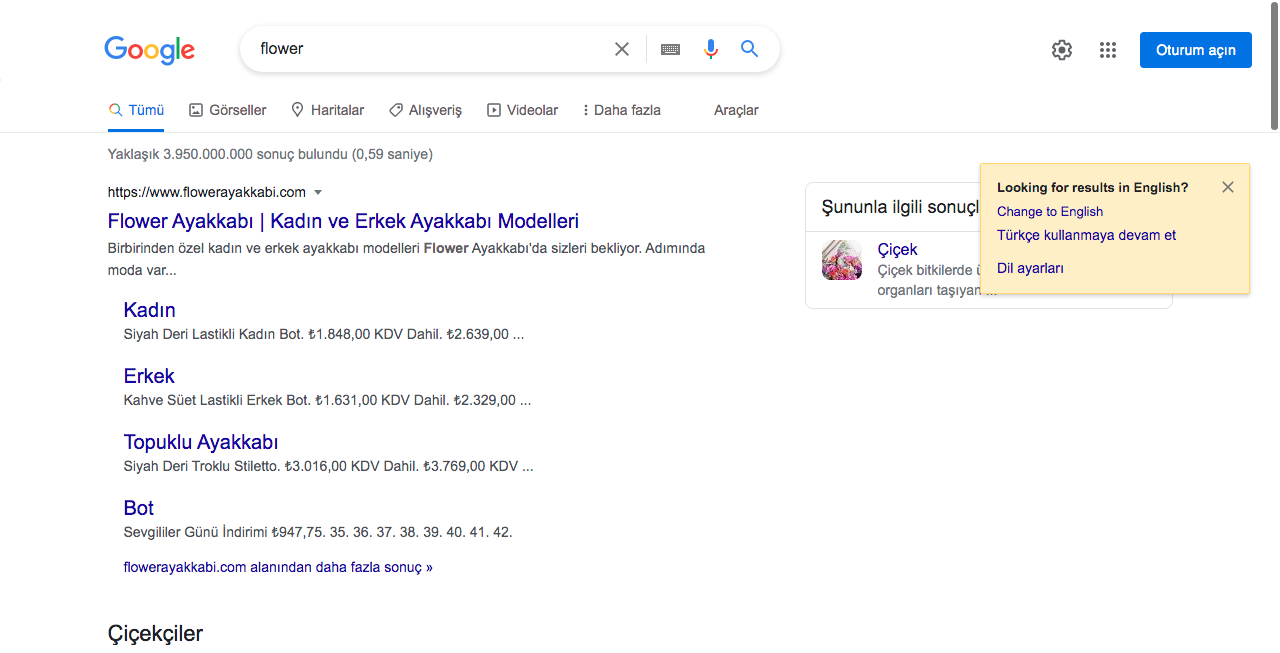 Google
flower
Oturum açın
Tümü
Görseller
Haritalar
Alışveriş
Videolar
Daha fazla
Araçlar
Yaklaşık 3.950.000.000 sonuç bulundu (0,59 saniye)
https://www.flowerayakkabi.com
Flower Ayakkabı | Kadın ve Erkek Ayakkabı Modelleri
Birbirinden özel kadın ve erkek ayakkabı modelleri Flower Ayakkabı'da sizleri bekliyor. Adımında
moda var...
Kadın
Siyah Deri Lastikli Kadın Bot. ₺1.848,00 KDV Dahil. ₺2.639,00 ...
Erkek
Kahve Süet Lastikli Erkek Bot. ₺1.631,00 KDV Dahil. ₺2.329,00 ...
Topuklu Ayakkabı
Siyah Deri Troklu Stiletto. ₺3.016,00 KDV Dahil. ₺3.769,00 KDV ...
Bot
Sevgililer Günü İndirimi ₺947,75. 35. 36. 37. 38. 39. 40. 41. 42.
flowerayakkabi.com alanından daha fazla sonuç »
Çiçekçiler
Şununla ilgili sonuçl
Çiçek
Çiçek bitkilerde
organları taşıyan ...
Looking for results in English?
Change to English
Türkçe kullanmaya devam et
Dil ayarları